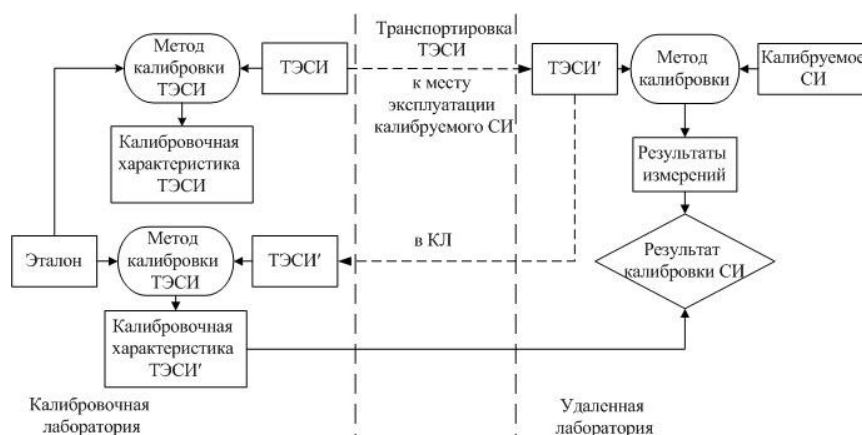 Метод
калибровки
ТЭСИ
ТЭСИ
Транспортировка
ТЭСИ
к месту
эксплуатации
калибруемого СИ
ТЭСИ′
Метод
калибровки
Калибруемое
СИ
Калибровочная
характеристика
ТЭСИ
Результаты
измерений
Эталон
Метод
калибровки
ТЭСИ
ТЭСИ′
в КЛ
Результат
калибровки СИ
Калибровочная
характеристика
ТЭСИ′
Калибровочная
лаборатория
Удаленная
лаборатория